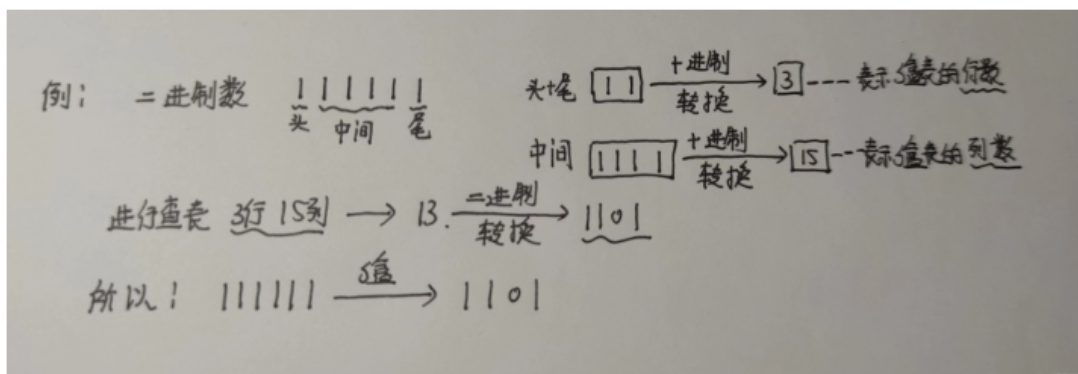 例： 二进制数 1 1111 1
头 中间 尾
头+尾 11 十进制 转换 3 --- 表示S盒表的行数
中间 1111 十进制 转换 15 --- 表示S盒表的列数
进行查表 3行 15列 → 13. 二进制 转换 1101
所以： 111111 S盒 → 1101